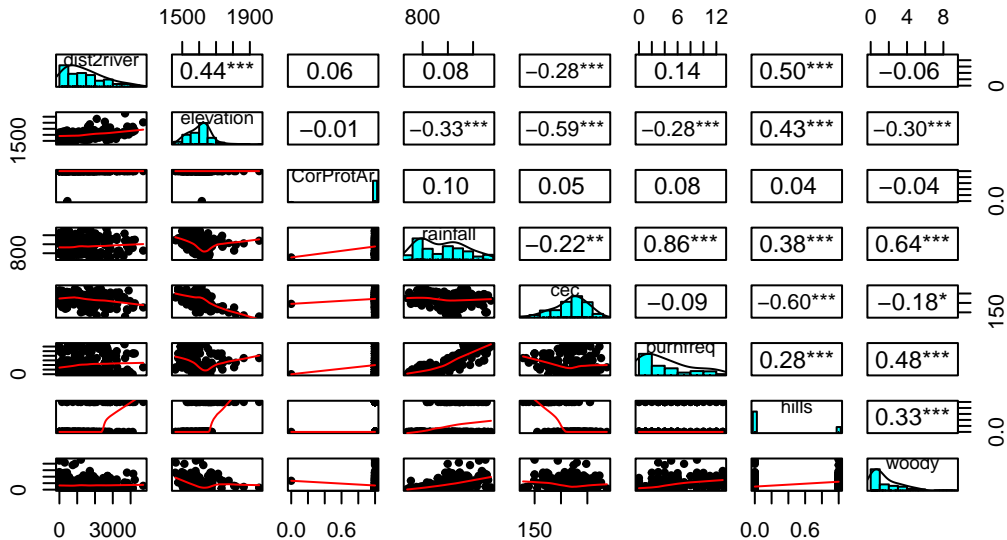 1500 1900 800 0 6 12 0 4 8
dist2river 0.44*** 0.06 0.08 −0.28*** 0.14 0.50*** −0.06 0
1500 elevation −0.01 −0.33*** −0.59*** −0.28*** 0.43*** −0.30***
CorProtAr 0.10 0.05 0.08 0.04 −0.04 0.0
800 rainfall −0.22** 0.86*** 0.38*** 0.64***
cec −0.09 −0.60*** −0.18* 150
0 burnfreq 0.28*** 0.48***
hills 0.33*** 0.0
0 woody
0 3000 0.0 0.6 150 0.0 0.6